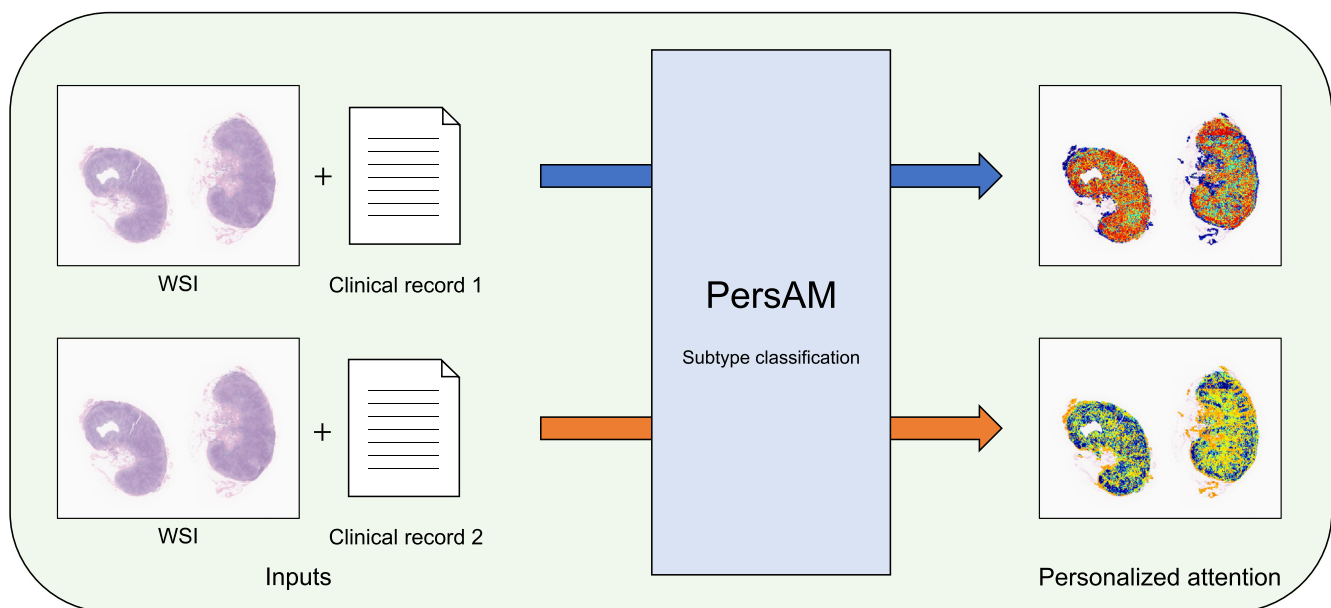 +
WSI
Clinical record 1
PersAM
Subtype classification
+
WSI
Clinical record 2
Inputs
Personalized attention